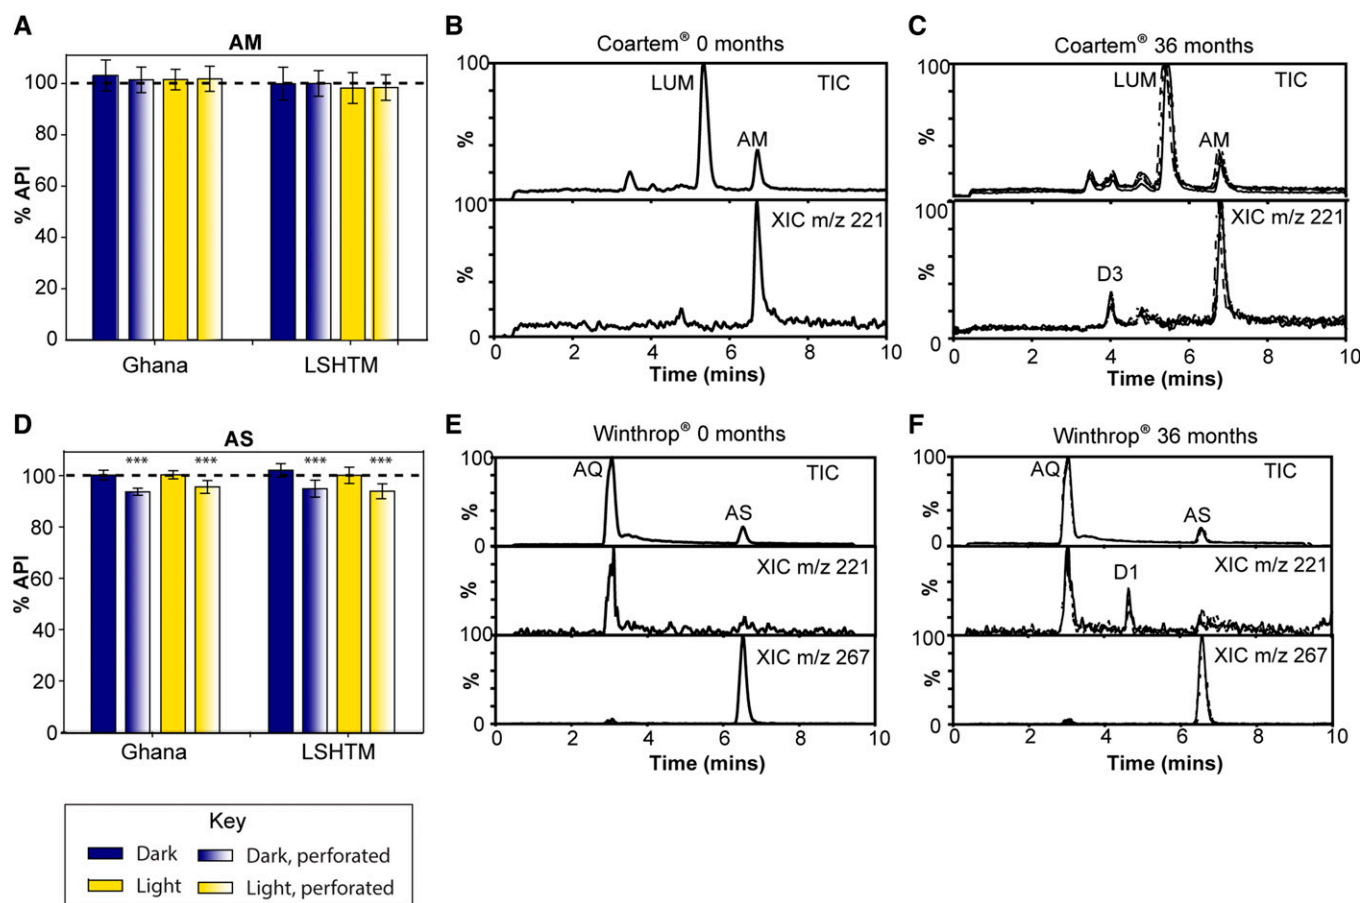 A
AM
% API
100
80
60
40
20
0
Ghana
LSHTM
B
Coartem® 0 months
100
%
LUM
AM
TIC
100
%
XIC m/z 221
0
0 2 4 6 8 10
Time (mins)
C
Coartem® 36 months
100
%
LUM
AM
TIC
100
%
D3
XIC m/z 221
0
0 2 4 6 8 10
Time (mins)
D
AS
% API
100
80
60
40
20
0
*** *** *** ***
Ghana
LSHTM
E
Winthrop® 0 months
100
%
AQ
AS
TIC
100
%
XIC m/z 221
100
%
XIC m/z 267
0
0 2 4 6 8 10
Time (mins)
F
Winthrop® 36 months
100
%
AQ
AS
TIC
0
100
%
D1
XIC m/z 221
100
%
XIC m/z 267
0
0 2 4 6 8 10
Time (mins)
Key
Dark
Dark, perforated
Light
Light, perforated